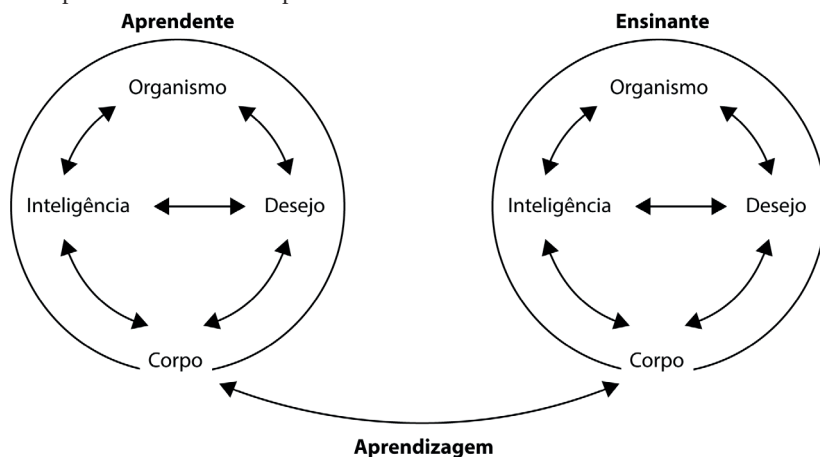 Aprendente
Ensinante
Organismo
Organismo
Inteligência
Desejo
Inteligência
Desejo
Corpo
Corpo
Aprendizagem